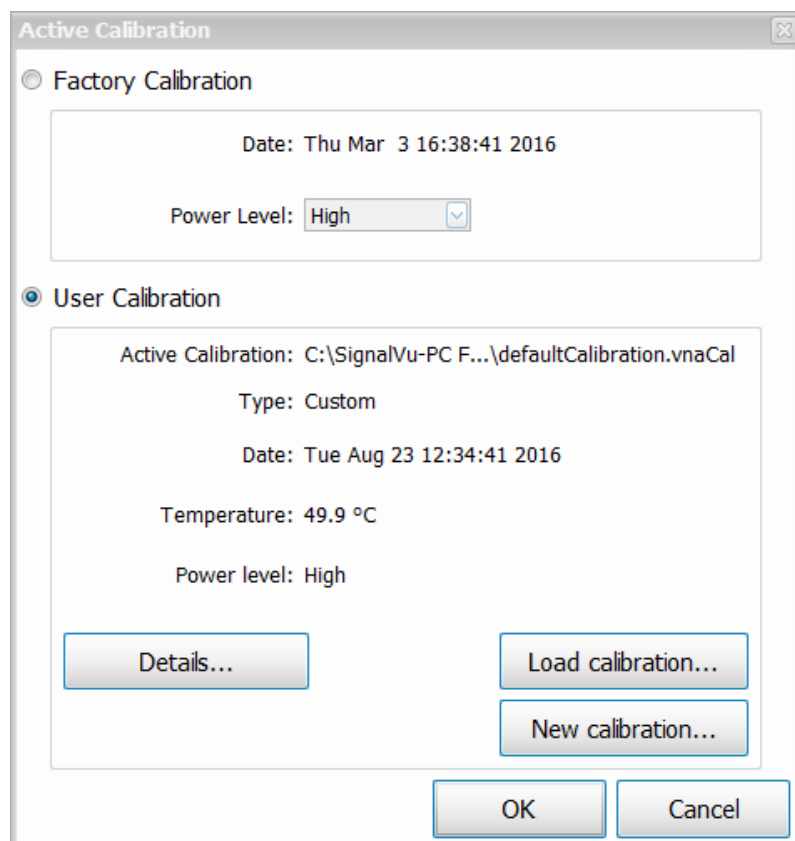 Active Calibration
Factory Calibration
Date: Thu Mar 3 16:38:41 2016
Power Level: High
User Calibration
Active Calibration: C:\SignalVu-PC F...\defaultCalibration.vnaCal
Type: Custom
Date: Tue Aug 23 12:34:41 2016
Temperature: 49.9 ºC
Power level: High
Details... Load calibration...
New calibration...
OK Cancel